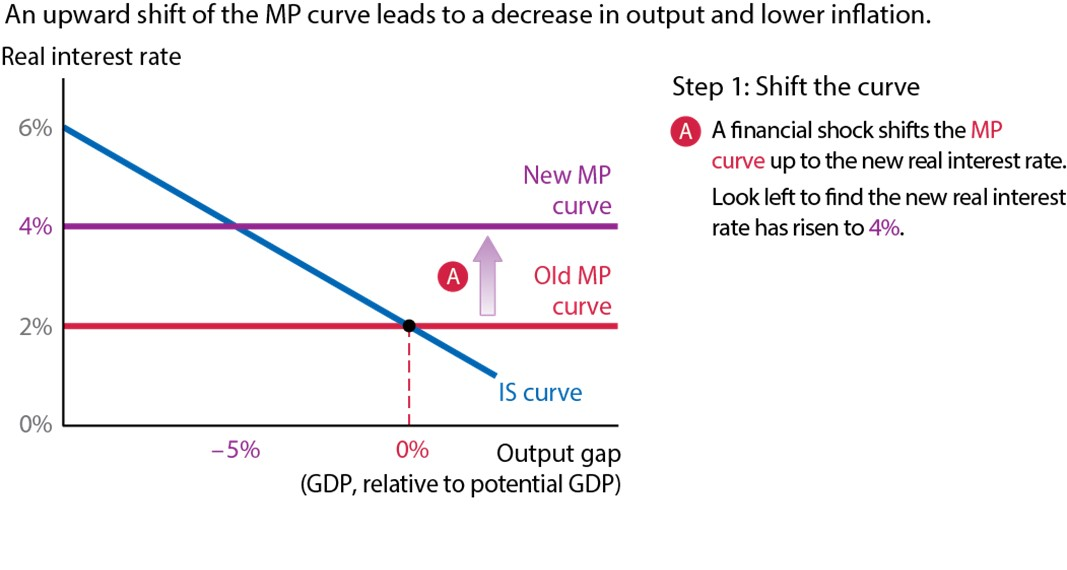 An upward shift of the MP curve leads to a decrease in output and lower inflation.
Real interest rate
6%
4%
2%
0%
New MP
curve
A
Old MP
curve
IS curve
–5%
0%
Output gap
(GDP, relative to potential GDP)
Step 1: Shift the curve
A
A financial shock shifts the MP
curve up to the new real interest rate.
Look left to find the new real interest
rate has risen to 4%.